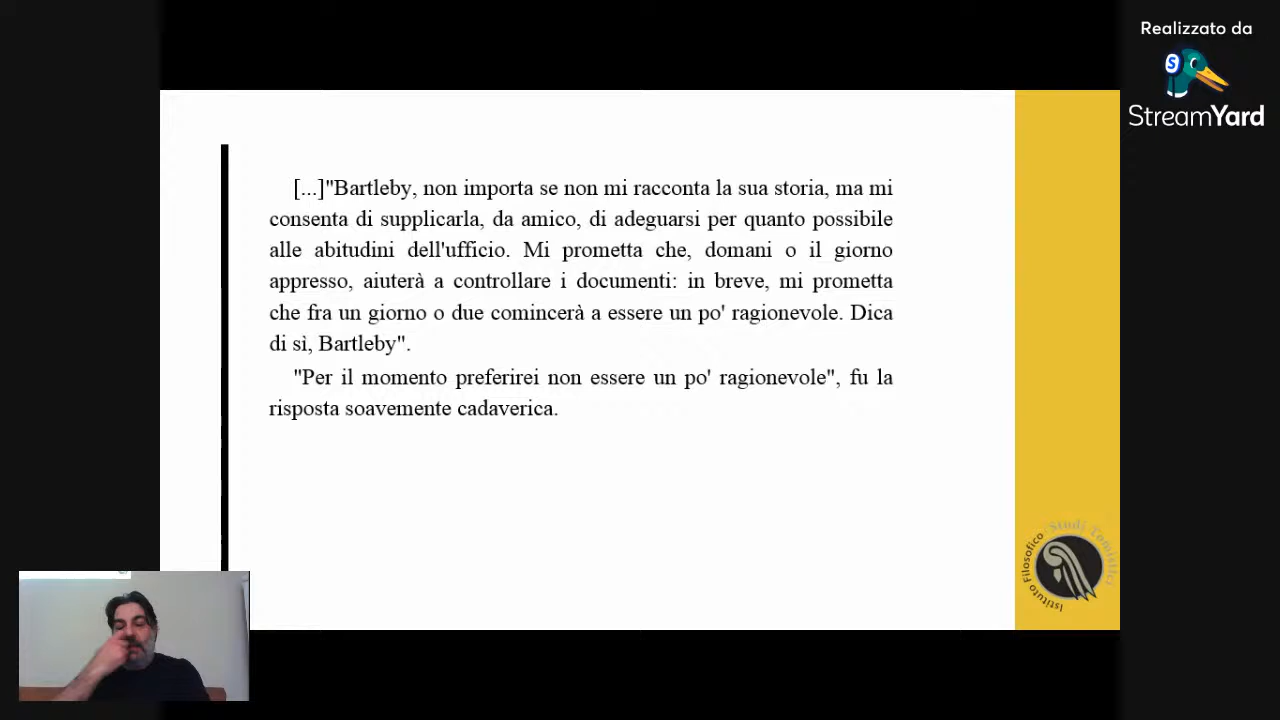 Realizzato da
StreamYard
[...]"Bartleby, non importa se non mi racconta la sua storia, ma mi
consenta di supplicarla, da amico, di adeguarsi per quanto possibile
alle abitudini dell'ufficio. Mi prometta che, domani o il giorno
appresso, aiuterà a controllare i documenti: in breve, mi prometta
che fra un giorno o due comincerà a essere un po' ragionevole. Dica
di sì, Bartleby".
"Per il momento preferirei non essere un po' ragionevole", fu la
risposta soavemente cadaverica.
Istituto Filosofico · Studi Tomistici